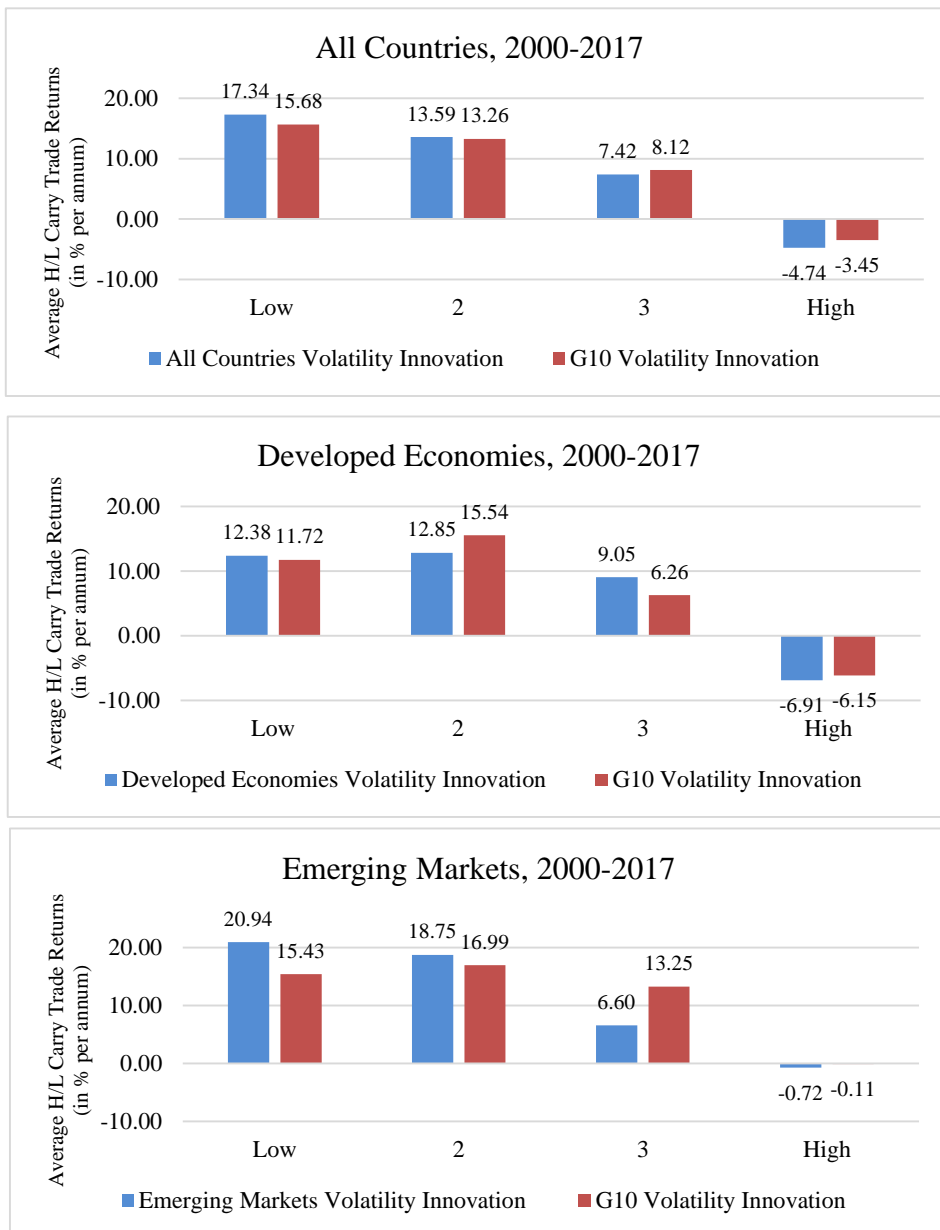 All Countries, 2000-2017
Average H/L Carry Trade Returns
(in % per annum)
20.00
10.00
0.00
-10.00
17.34 15.68 13.59 13.26 7.42 8.12 -4.74 -3.45
Low 2 3 High
All Countries Volatility Innovation G10 Volatility Innovation
Developed Economies, 2000-2017
Average H/L Carry Trade Returns
(in % per annum)
20.00
10.00
0.00
-10.00
12.38 11.72 12.85 15.54 9.05 6.26 -6.91 -6.15
Low 2 3 High
Developed Economies Volatility Innovation G10 Volatility Innovation
Emerging Markets, 2000-2017
Average H/L Carry Trade Returns
(in % per annum)
20.00
10.00
0.00
-10.00
20.94 15.43 18.75 16.99 6.60 13.25 -0.72 -0.11
Low 2 3 High
Emerging Markets Volatility Innovation G10 Volatility Innovation